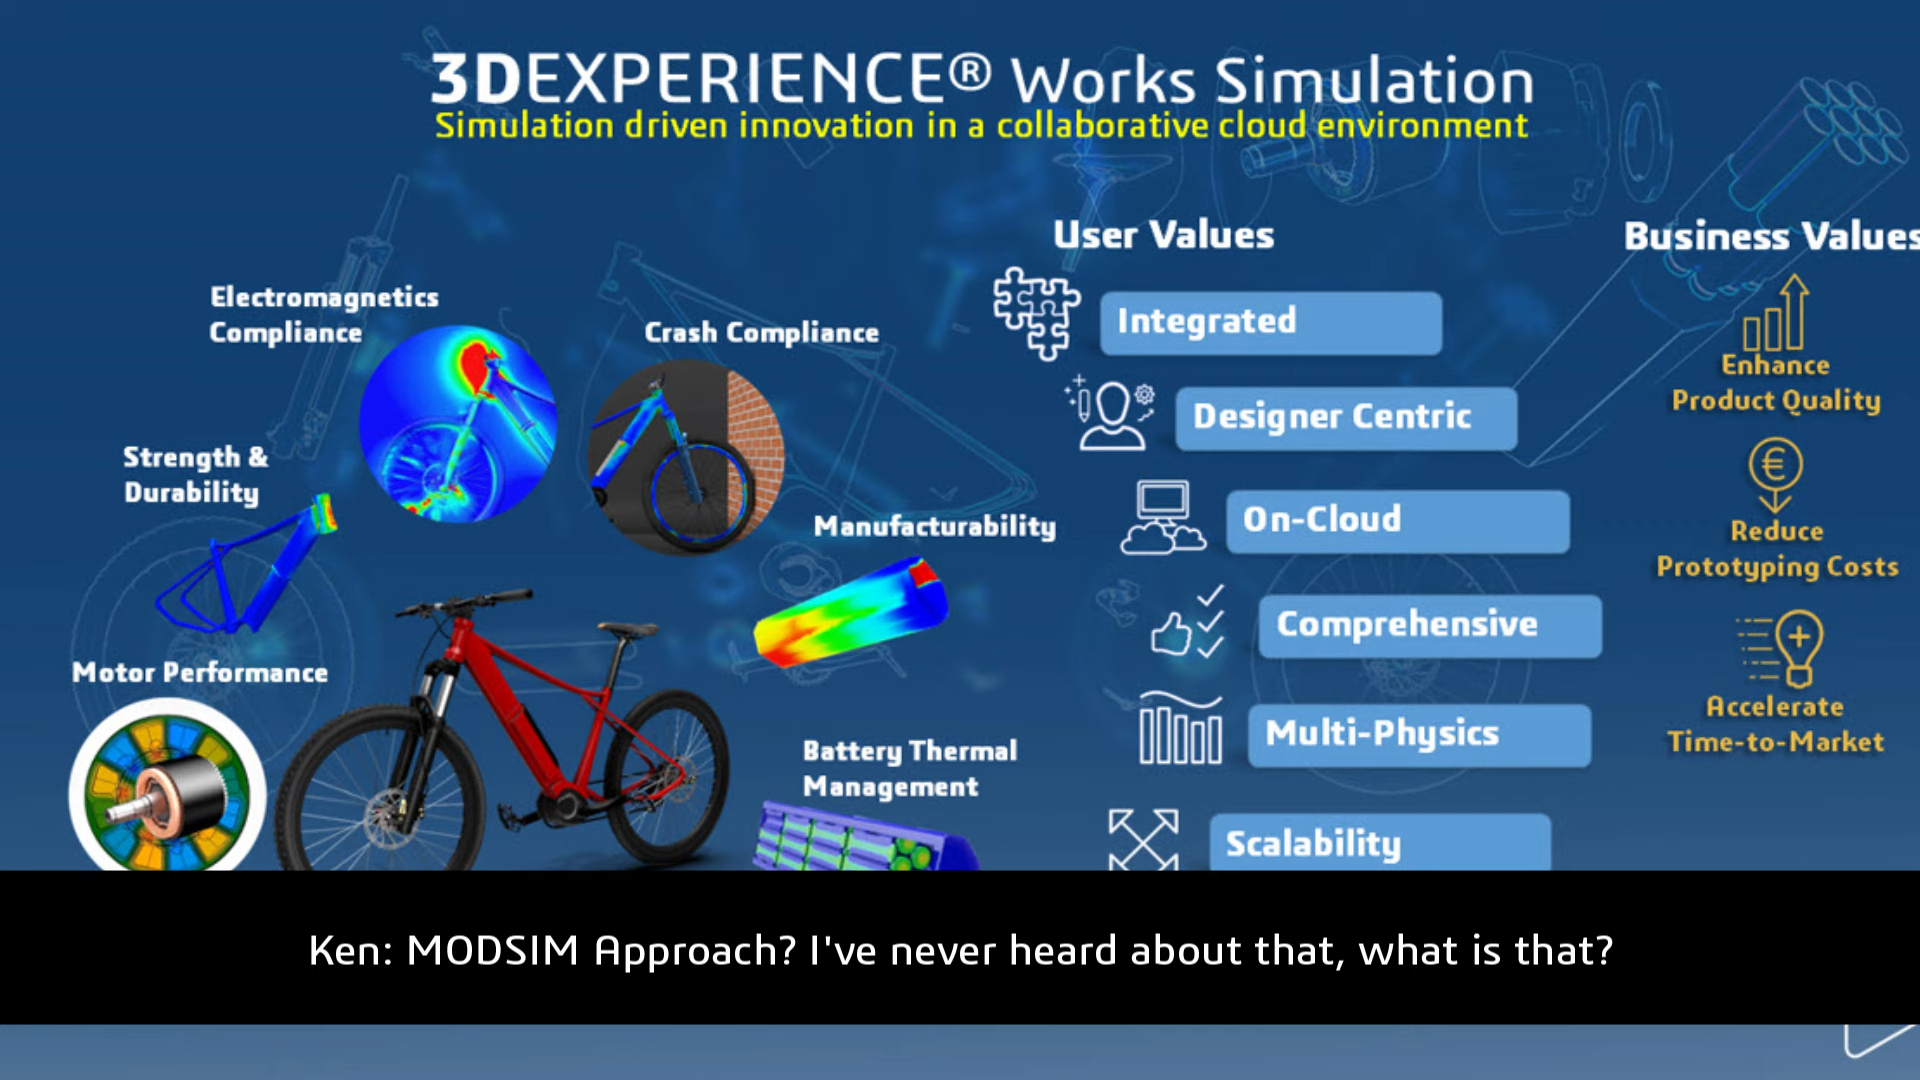 3DEXPERIENCE® Works Simulation
Simulation driven innovation in a collaborative cloud environment
Electromagnetics
Compliance
Crash Compliance
Strength &
Durability
Manufacturability
Motor Performance
Battery Thermal
Management
User Values
Integrated
Designer Centric
On-Cloud
Comprehensive
Multi-Physics
Scalability
Business Values
Enhance
Product Quality
€
Reduce
Prototyping Costs
Accelerate
Time-to-Market
Ken: MODSIM Approach? I've never heard about that, what is that?